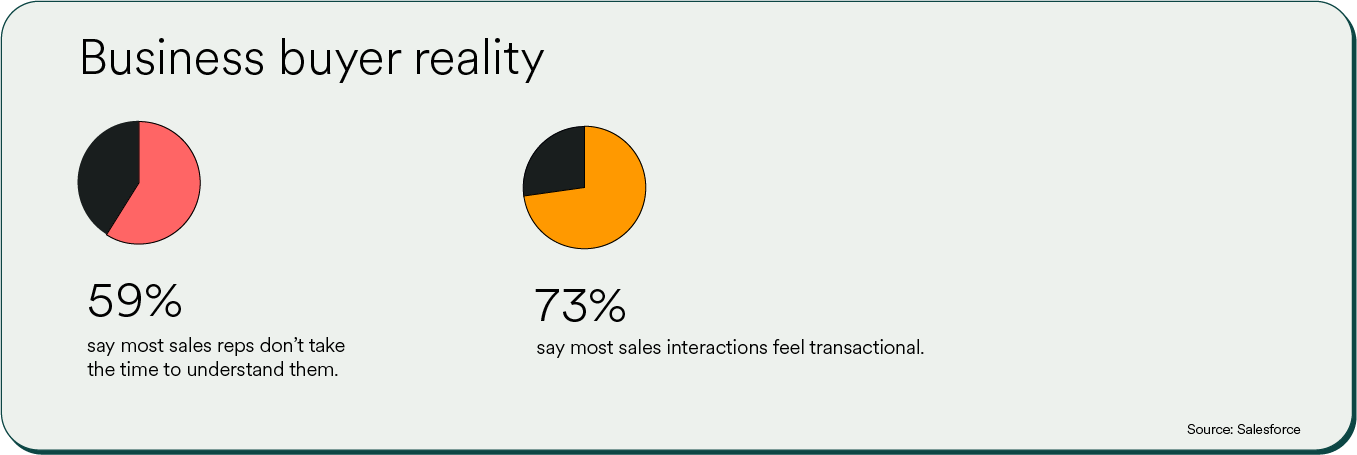 Business buyer reality
59%
say most sales reps don’t take
the time to understand them.
73%
say most sales interactions feel transactional.
Source: Salesforce